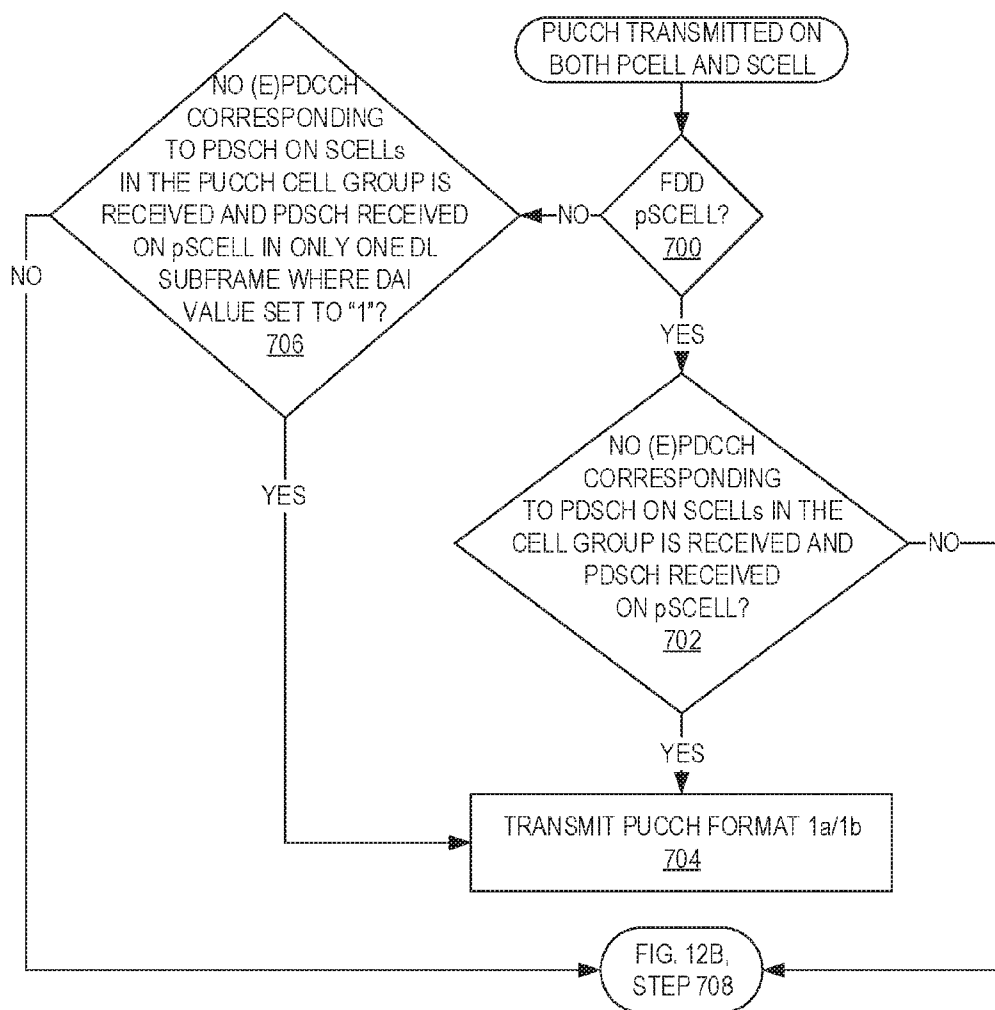 PUCCH TRANSMITTED ON
BOTH PCELL AND SCELL
FDD
pSCELL?
700
NO
YES
NO (E)PDCCH
CORRESPONDING
TO PDSCH ON SCELLs
IN THE PUCCH CELL GROUP IS
RECEIVED AND PDSCH RECEIVED
ON pSCELL IN ONLY ONE DL
SUBFRAME WHERE DAI
VALUE SET TO "1"?
706
NO
YES
NO (E)PDCCH
CORRESPONDING
TO PDSCH ON SCELLs IN THE
CELL GROUP IS RECEIVED AND
PDSCH RECEIVED
ON pSCELL?
702
NO
YES
TRANSMIT PUCCH FORMAT 1a/1b
704
FIG. 12B,
STEP 708